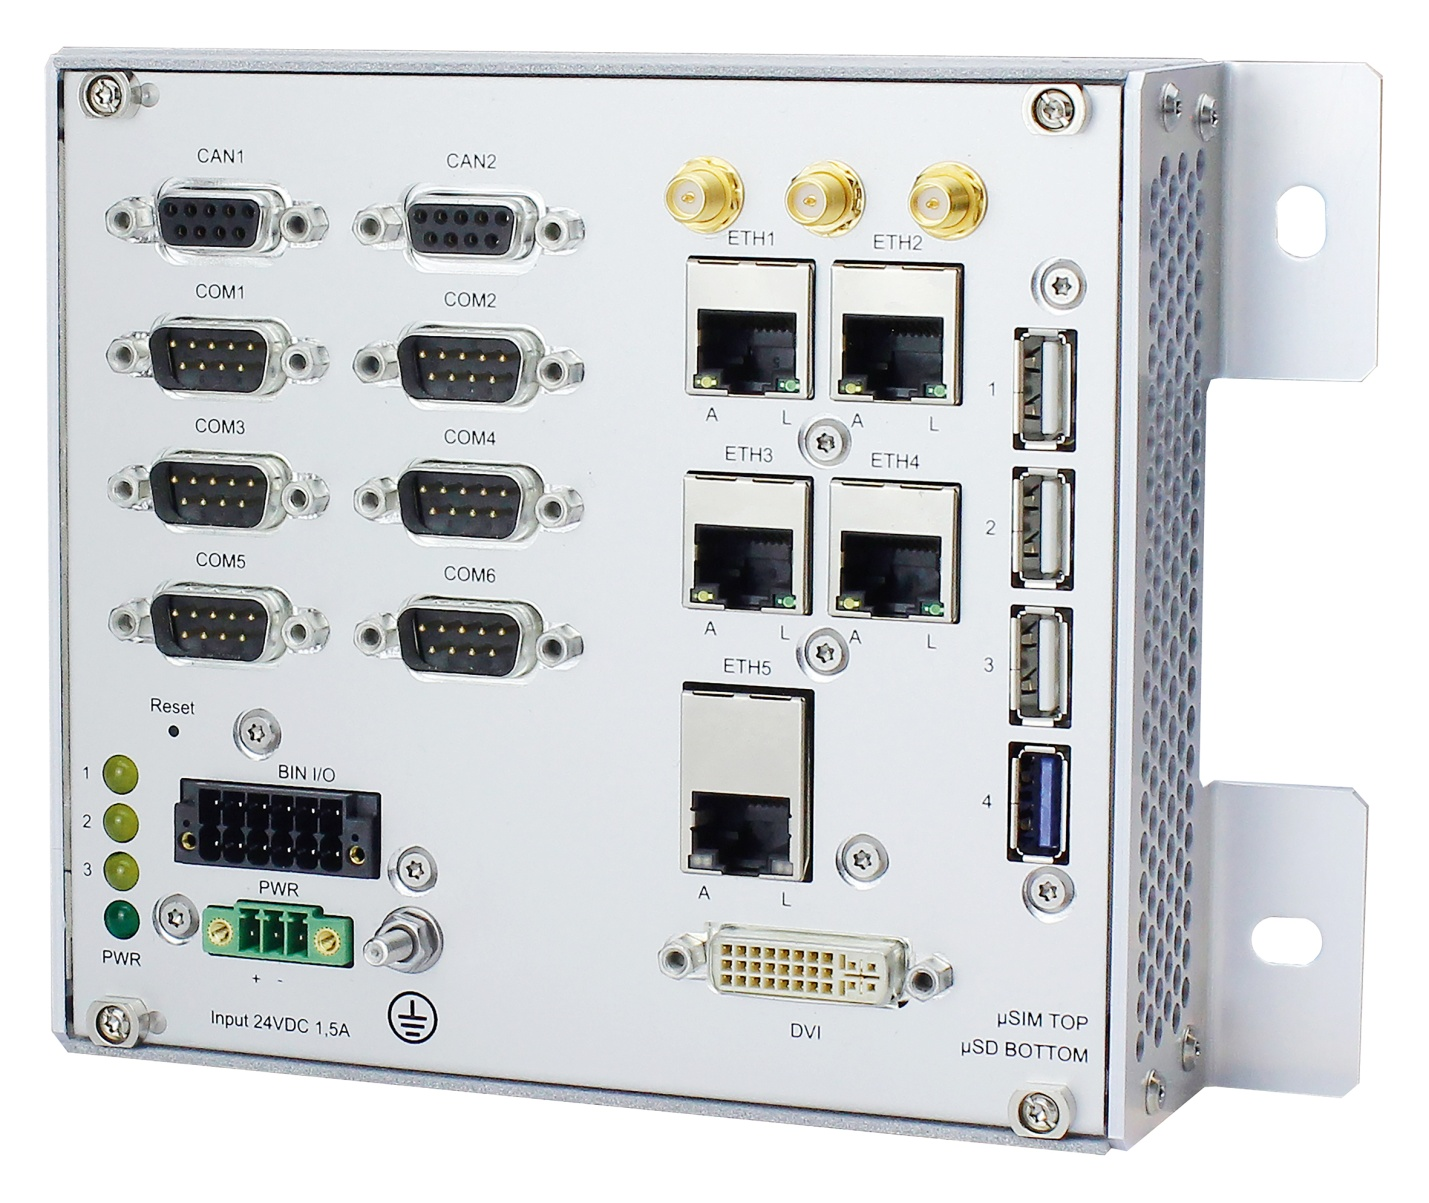 CAN1 CAN2
ETH1 ETH2
COM1 COM2
1
A L A L
COM3 COM4
ETH3 ETH4
2
COM5 COM6
A L A L
3
ETH5
Reset
1
BIN I/O
2
4
3
PWR
A L
PWR
+ -
Input 24VDC 1,5A
DVI
µSIM TOP
µSD BOTTOM